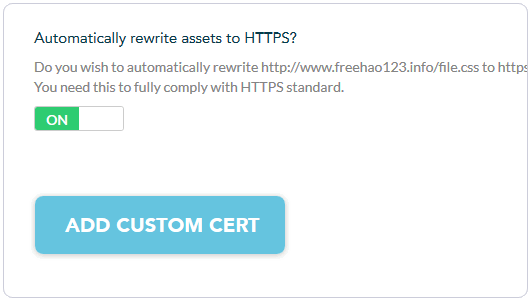 Automatically rewrite assets to HTTPS?
Do you wish to automatically rewrite http://www.freehao123.info/file.css to https
You need this to fully comply with HTTPS standard.
ON
ADD CUSTOM CERT